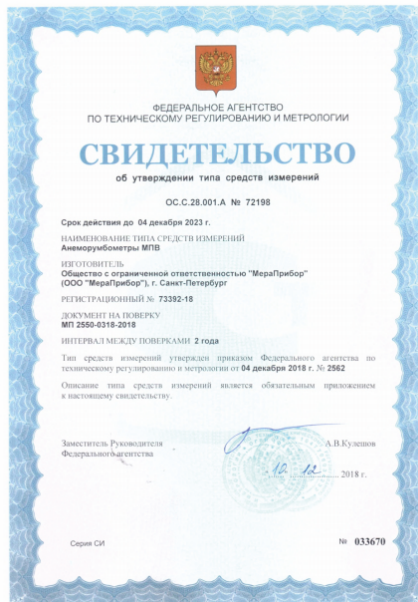 ФЕДЕРАЛЬНОЕ АГЕНТСТВО
ПО ТЕХНИЧЕСКОМУ РЕГУЛИРОВАНИЮ И МЕТРОЛОГИИ
СВИДЕТЕЛЬСТВО
об утверждении типа средств измерений
ОС.С.28.001.А № 72198
Срок действия до 04 декабря 2023 г.
НАИМЕНОВАНИЕ ТИПА СРЕДСТВ ИЗМЕРЕНИЙ
Анеморумбометры МПВ
ИЗГОТОВИТЕЛЬ
Общество с ограниченной ответственностью "МераПрибор"
(ООО "МераПрибор"), г. Санкт-Петербург
РЕГИСТРАЦИОННЫЙ № 73392-18
ДОКУМЕНТ НА ПОВЕРКУ
МП 2550-0318-2018
ИНТЕРВАЛ МЕЖДУ ПОВЕРКАМИ 2 года
Тип средств измерений утвержден приказом Федерального агентства по
техническому регулированию и метрологии от 04 декабря 2018 г. № 2562
Описание типа средств измерений является обязательным приложением
к настоящему свидетельству.
Заместитель Руководителя А.В.Кулешов
Федерального агентства
10 12 2018 г.
Серия СИ № 033670